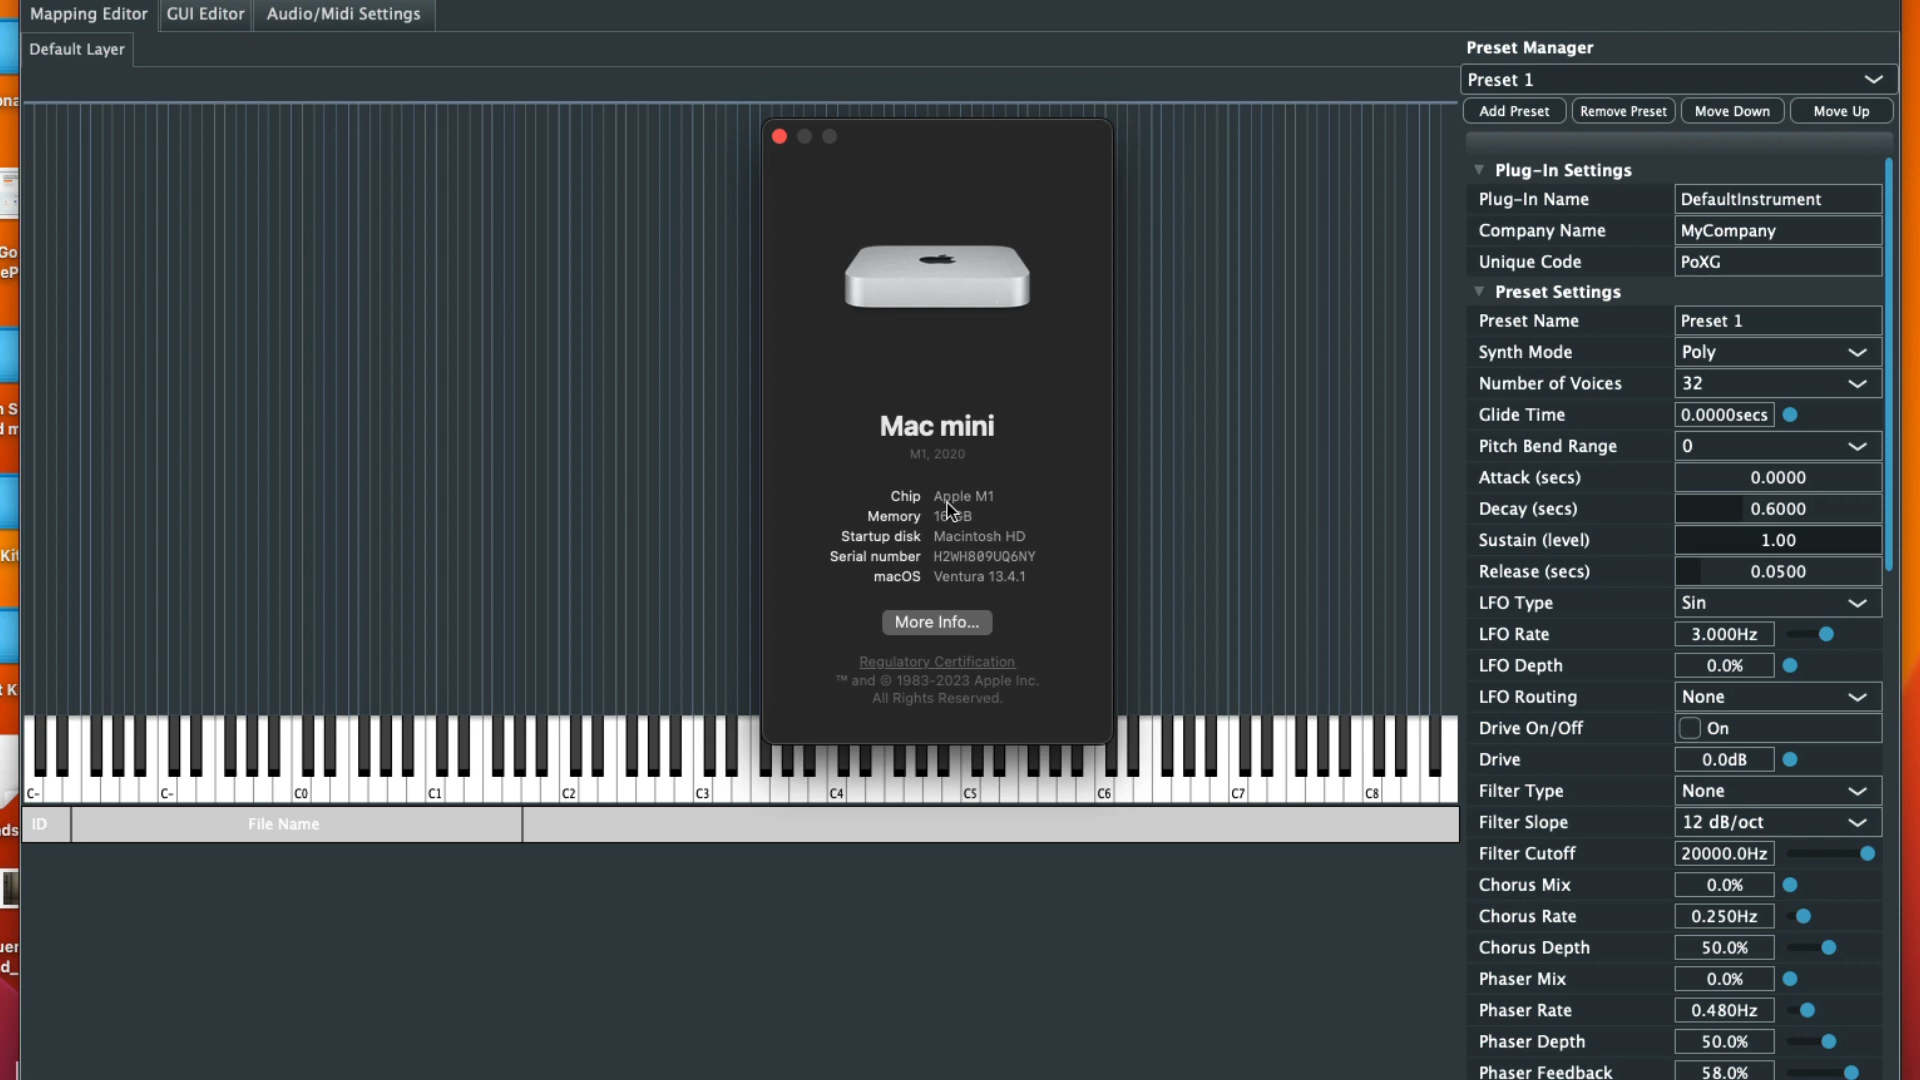 Mapping Editor
GUI Editor
Audio/Midi Settings
Default Layer
Preset Manager
Preset 1
Add Preset
Remove Preset
Move Down
Move Up
Plug-In Settings
Plug-In Name DefaultInstrument
Company Name MyCompany
Unique Code PoXG
Preset Settings
Preset Name Preset 1
Synth Mode Poly
Number of Voices 32
Glide Time 0.0000secs
Pitch Bend Range 0
Attack (secs) 0.0000
Decay (secs) 0.6000
Sustain (level) 1.00
Release (secs) 0.0500
LFO Type Sin
LFO Rate 3.000Hz
LFO Depth 0.0%
LFO Routing None
Drive On/Off On
Drive 0.0dB
Filter Type None
Filter Slope 12 dB/oct
Filter Cutoff 20000.0Hz
Chorus Mix 0.0%
Chorus Rate 0.250Hz
Chorus Depth 50.0%
Phaser Mix 0.0%
Phaser Rate 0.480Hz
Phaser Depth 50.0%
Phaser Feedback 58.0%
Mac mini
M1, 2020
Chip Apple M1
Memory 16 GB
Startup disk Macintosh HD
Serial number H2WH809UQ6NY
macOS Ventura 13.4.1
More Info...
Regulatory Certification
™ and © 1983-2023 Apple Inc.
All Rights Reserved.
C- C- C0 C1 C2 C3 C4 C5 C6 C7 C8
ID File Name